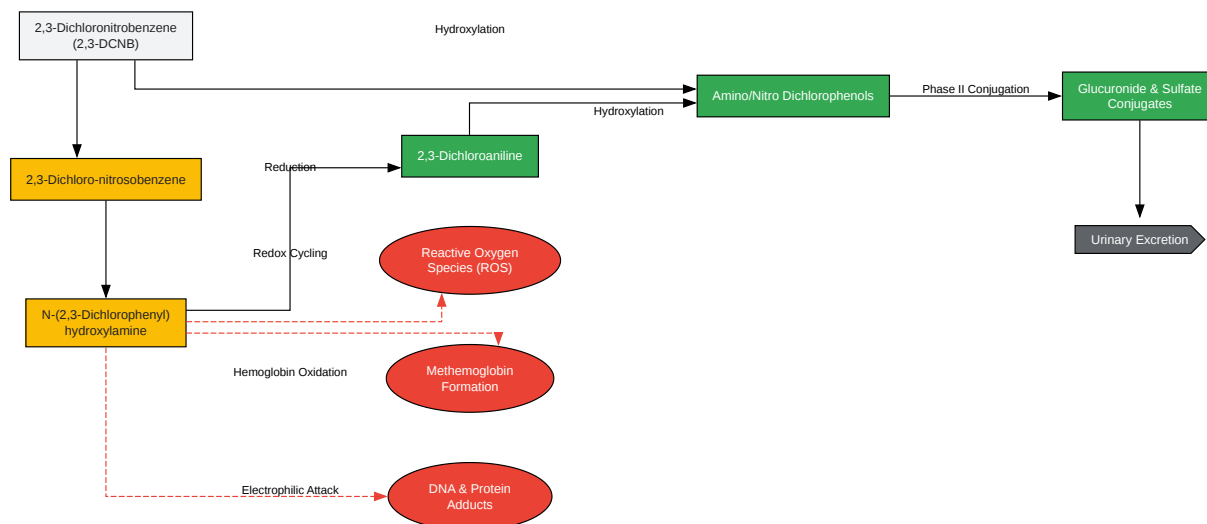 2,3-Dichloronitrobenzene
(2,3-DCNB)
Hydroxylation
Amino/Nitro Dichlorophenols
Phase II Conjugation
Glucuronide & Sulfate
Conjugates
Hydroxylation
2,3-Dichloroaniline
Reduction
2,3-Dichloro-nitrosobenzene
Urinary Excretion
Redox Cycling
Reactive Oxygen
Species (ROS)
N-(2,3-Dichlorophenyl)
hydroxylamine
Hemoglobin Oxidation
Methemoglobin
Formation
Electrophilic Attack
DNA & Protein
Adducts